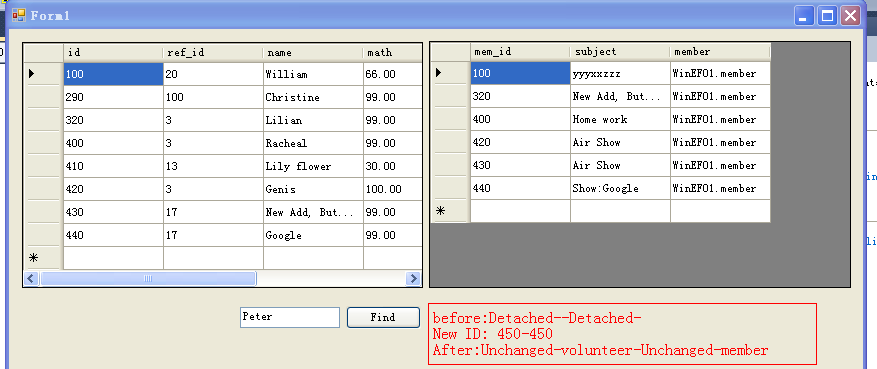 Form1
id ref_id name math
100 20 William 66.00
290 100 Christine 99.00
320 3 Lilian 99.00
400 3 Racheal 99.00
410 13 Lily flower 30.00
420 3 Genis 100.00
430 17 New Add, But... 99.00
440 17 Google 99.00
mem_id subject member
100 yyyxxzzz WinEF01.member
320 New Add, But... WinEF01.member
400 Home work WinEF01.member
420 Air Show WinEF01.member
430 Air Show WinEF01.member
440 Show:Google WinEF01.member
Peter Find
before:Detached--Detached-
New ID: 450-450
After:Unchanged-volunteer-Unchanged-member